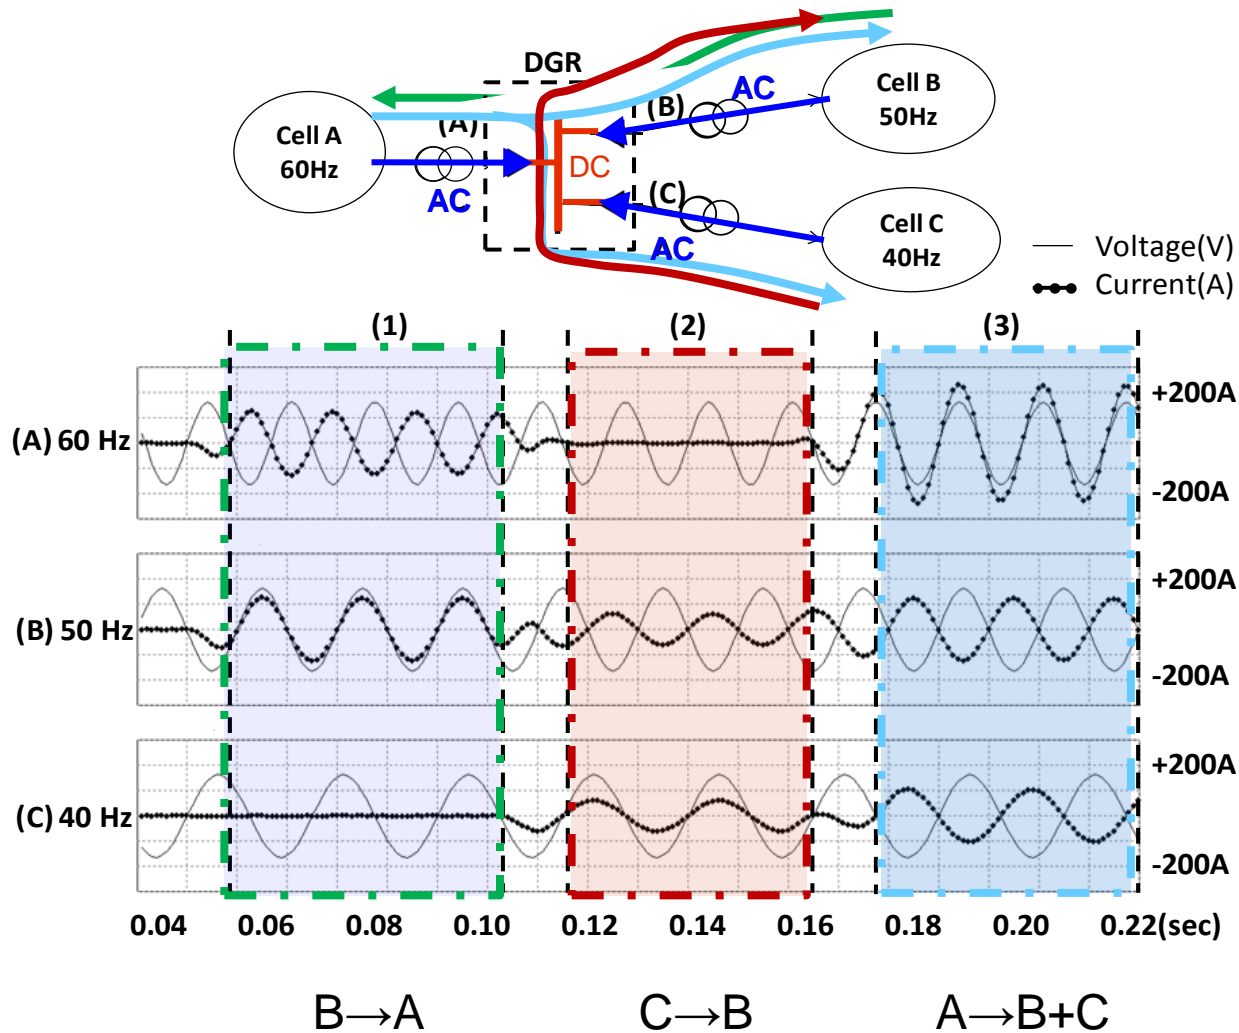 DGR
Cell A
60Hz
(A)
AC
(B)
AC
Cell B
50Hz
DC
(C)
AC
Cell C
40Hz
Voltage(V)
Current(A)
(1)
(2)
(3)
(A) 60 Hz
+200A
-200A
(B) 50 Hz
+200A
-200A
(C) 40 Hz
+200A
-200A
0.04 0.06 0.08 0.10 0.12 0.14 0.16 0.18 0.20 0.22(sec)
B→A
C→B
A→B+C